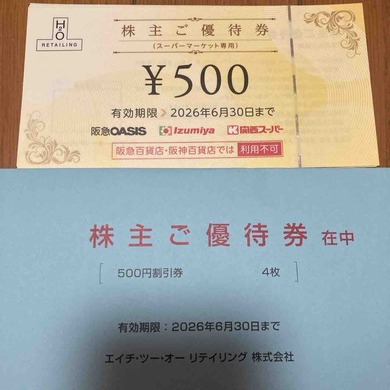 H2O
RETAILING
株主ご優待券
(スーパーマーケット専用)
¥500
有効期限 > 2026年6月30日まで
阪急OASIS Izumiya 関西スーパー
阪急百貨店・阪神百貨店では 利用不可
株主ご優待券 在中
[ 500円割引券 4枚 ]
有効期限:2026年6月30日まで
エイチ・ツー・オー リテイリング 株式会社